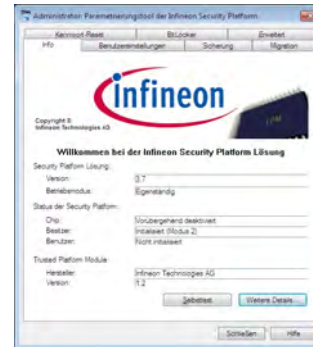 Administration Parametrierungstool der Infineon Security Platform
Kennwort-Reset
BitLocker
Erweitert
Info
Benutzereinstellungen
Sicherung
Migration
infineon
TPM
Copyright ©
Infineon Technologies AG
Willkommen bei der Infineon Security Platform Lösung
Security Platform Lösung:
Version: 3.7
Betriebsmodus: Eigenständig
Status der Security Platform:
Chip: Vorübergehend deaktiviert
Besitzer: Initialisiert (Modus 2)
Benutzer: Nicht initialisiert
Trusted Platform Module
Hersteller: Infineon Technologies AG
Version: 1.2
Selbsttest
Weitere Details...
Schließen
Hilfe